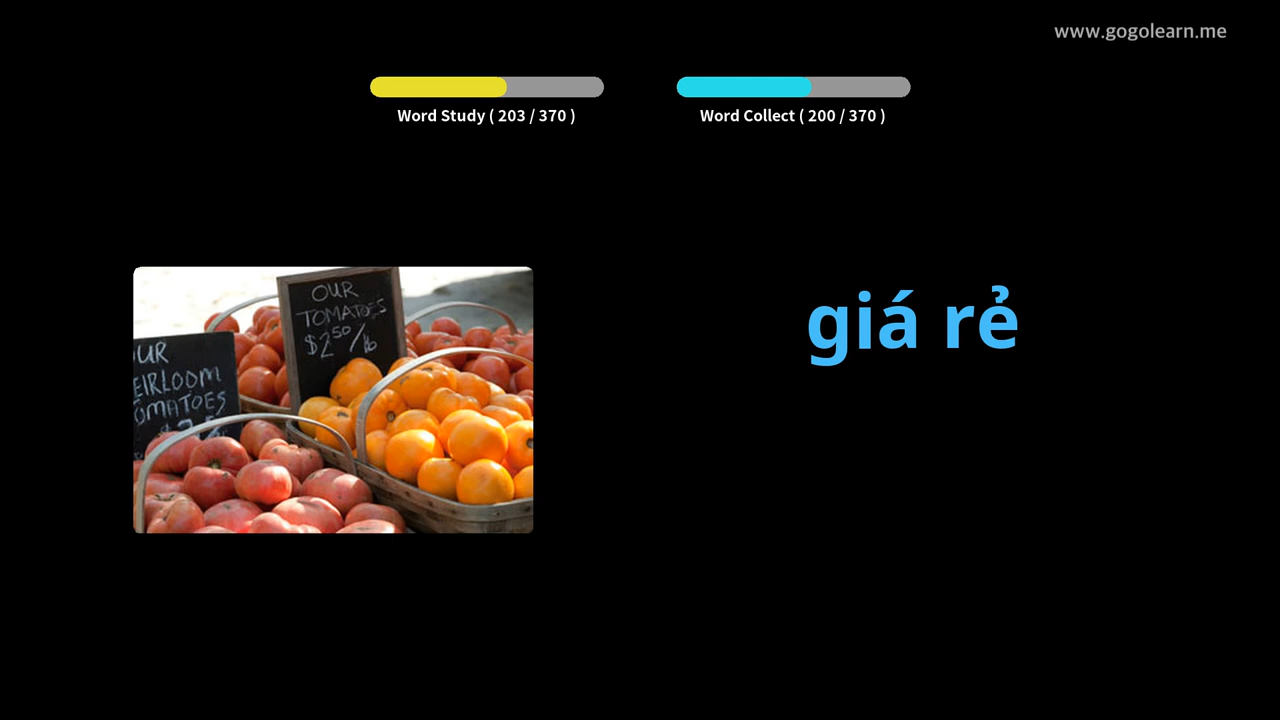 www.gogolearn.me
Word Study ( 203 / 370 )
Word Collect ( 200 / 370 )
giá rẻ
OUR
TOMATOES
$2.50/lb
UR
EIRLOOM
OMATOES